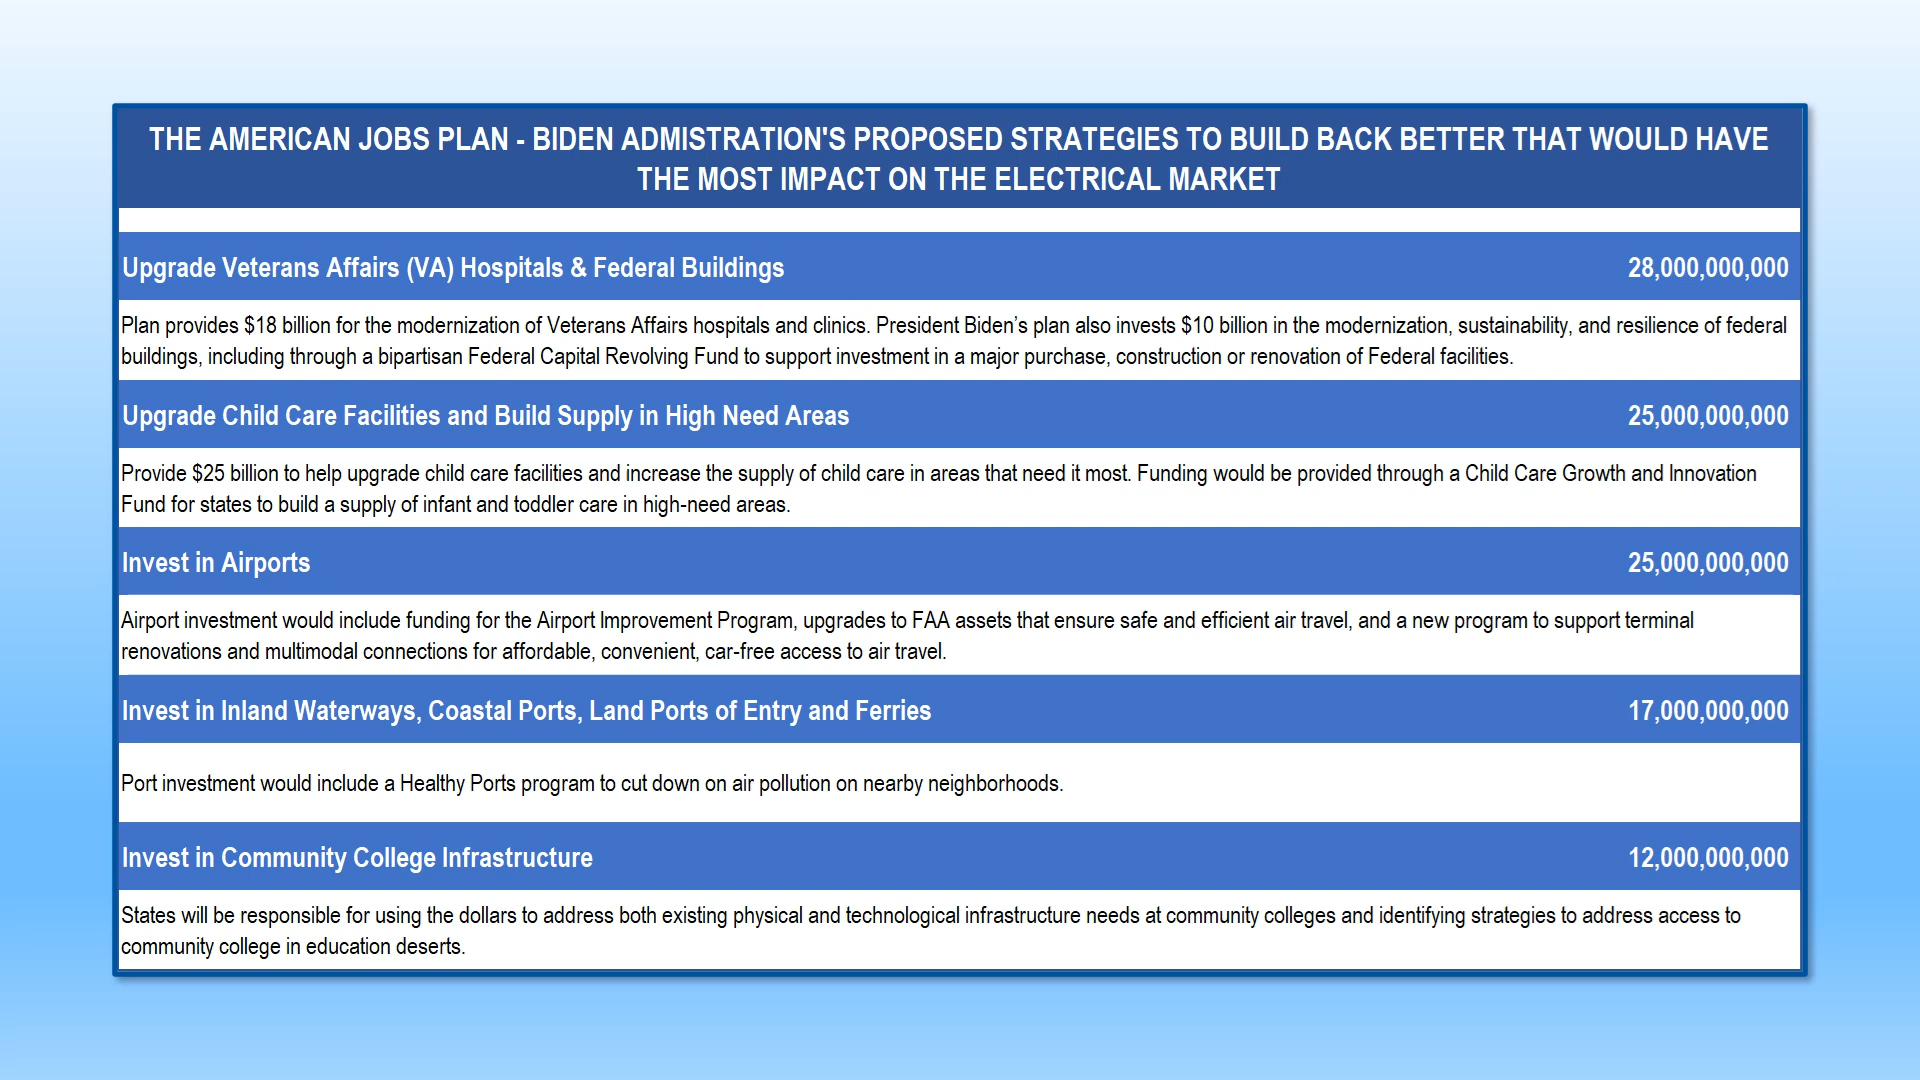 THE AMERICAN JOBS PLAN - BIDEN ADMISTRATION'S PROPOSED STRATEGIES TO BUILD BACK BETTER THAT WOULD HAVE
THE MOST IMPACT ON THE ELECTRICAL MARKET
Upgrade Veterans Affairs (VA) Hospitals & Federal Buildings 28,000,000,000
Plan provides $18 billion for the modernization of Veterans Affairs hospitals and clinics. President Biden’s plan also invests $10 billion in the modernization, sustainability, and resilience of federal
buildings, including through a bipartisan Federal Capital Revolving Fund to support investment in a major purchase, construction or renovation of Federal facilities.
Upgrade Child Care Facilities and Build Supply in High Need Areas 25,000,000,000
Provide $25 billion to help upgrade child care facilities and increase the supply of child care in areas that need it most. Funding would be provided through a Child Care Growth and Innovation
Fund for states to build a supply of infant and toddler care in high-need areas.
Invest in Airports 25,000,000,000
Airport investment would include funding for the Airport Improvement Program, upgrades to FAA assets that ensure safe and efficient air travel, and a new program to support terminal
renovations and multimodal connections for affordable, convenient, car-free access to air travel.
Invest in Inland Waterways, Coastal Ports, Land Ports of Entry and Ferries 17,000,000,000
Port investment would include a Healthy Ports program to cut down on air pollution on nearby neighborhoods.
Invest in Community College Infrastructure 12,000,000,000
States will be responsible for using the dollars to address both existing physical and technological infrastructure needs at community colleges and identifying strategies to address access to
community college in education deserts.